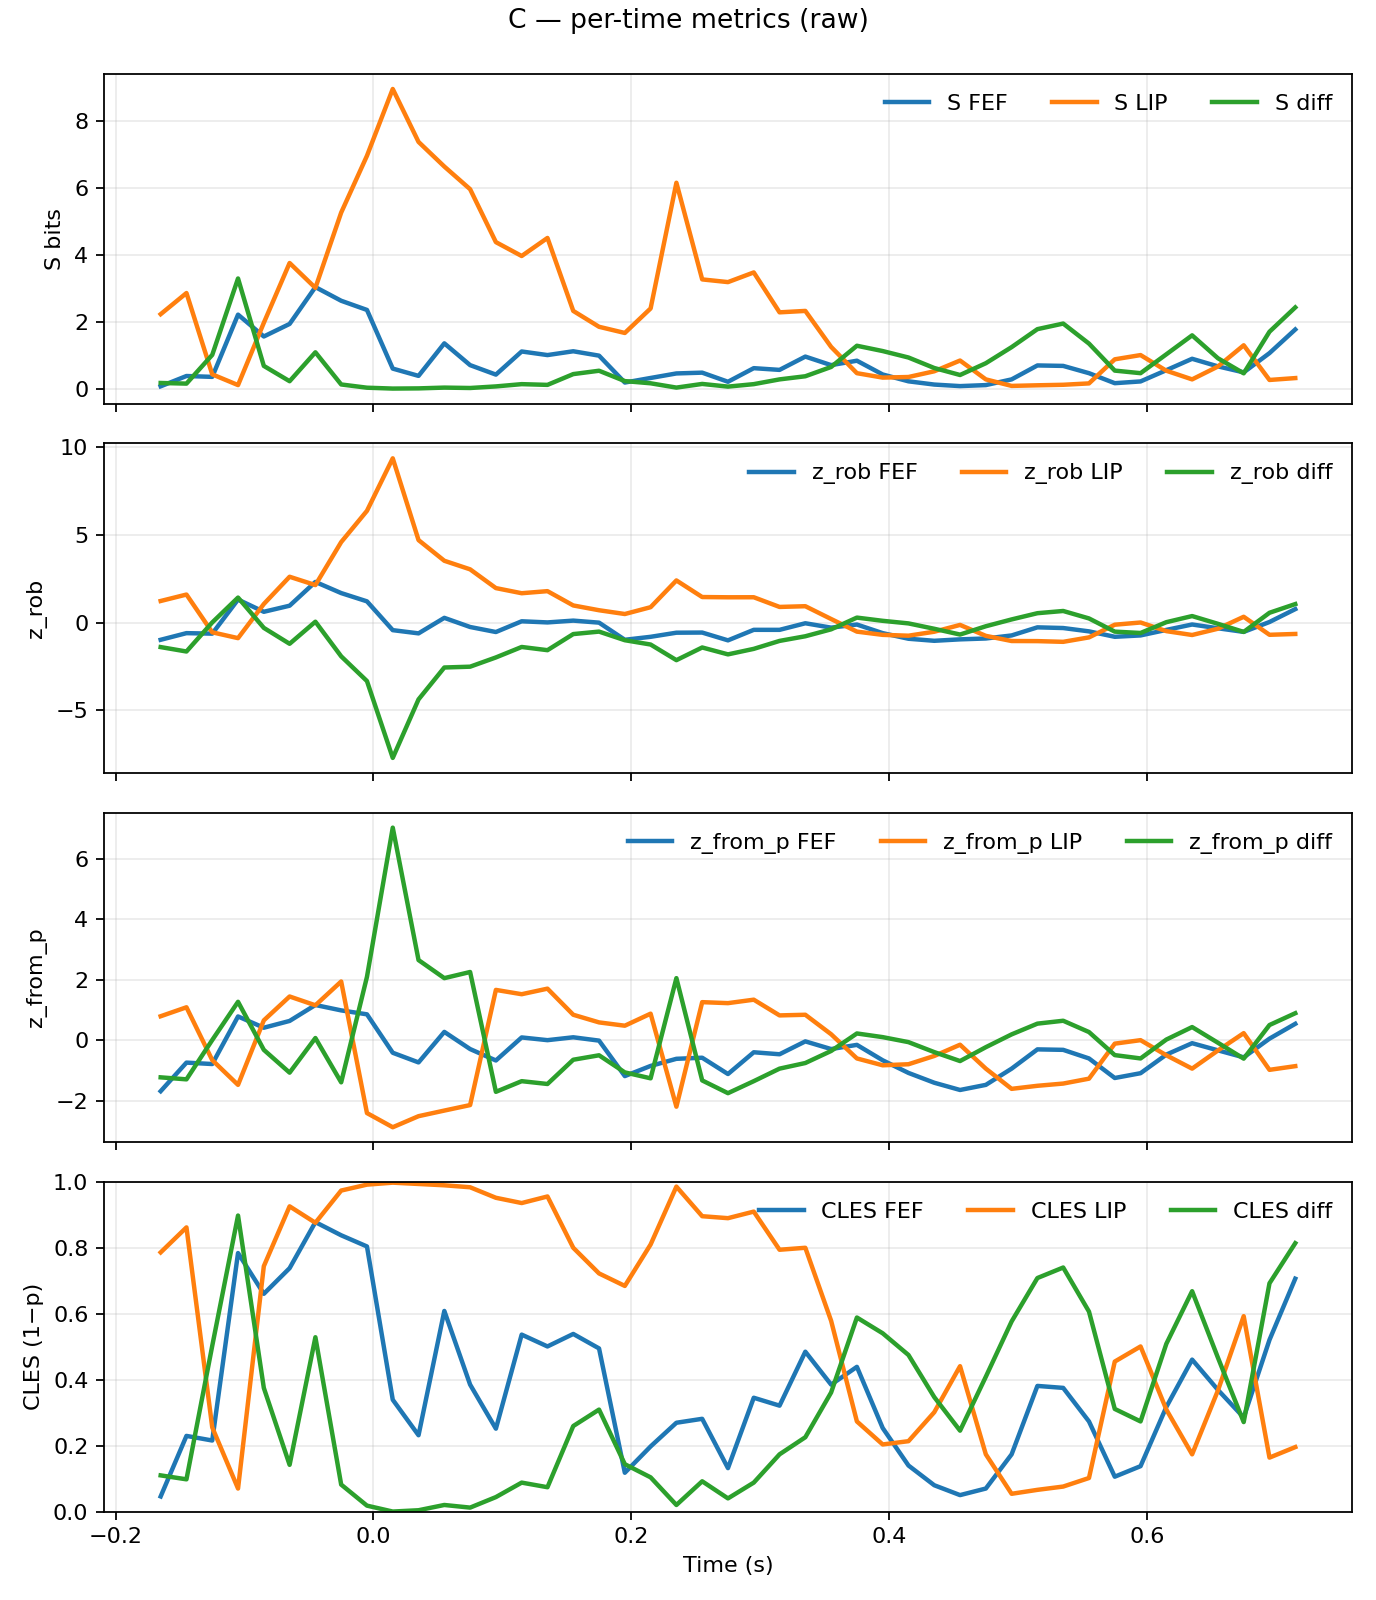 C — per-time metrics (raw)
S FEF S LIP S diff
S bits
8
6
4
2
0
z_rob FEF z_rob LIP z_rob diff
z_rob
10
5
0
−5
z_from_p FEF z_from_p LIP z_from_p diff
z_from_p
6
4
2
0
−2
CLES FEF CLES LIP CLES diff
CLES (1−p)
1.0
0.8
0.6
0.4
0.2
0.0
−0.2 0.0 0.2 0.4 0.6
Time (s)